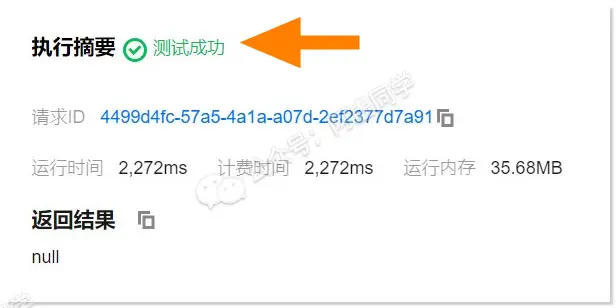 执行摘要 测试成功
请求ID 4499d4fc-57a5-4a1a-a07d-2ef2377d7a91
运行时间 2,272ms 计费时间 2,272ms 运行内存 35.68MB
返回结果
null